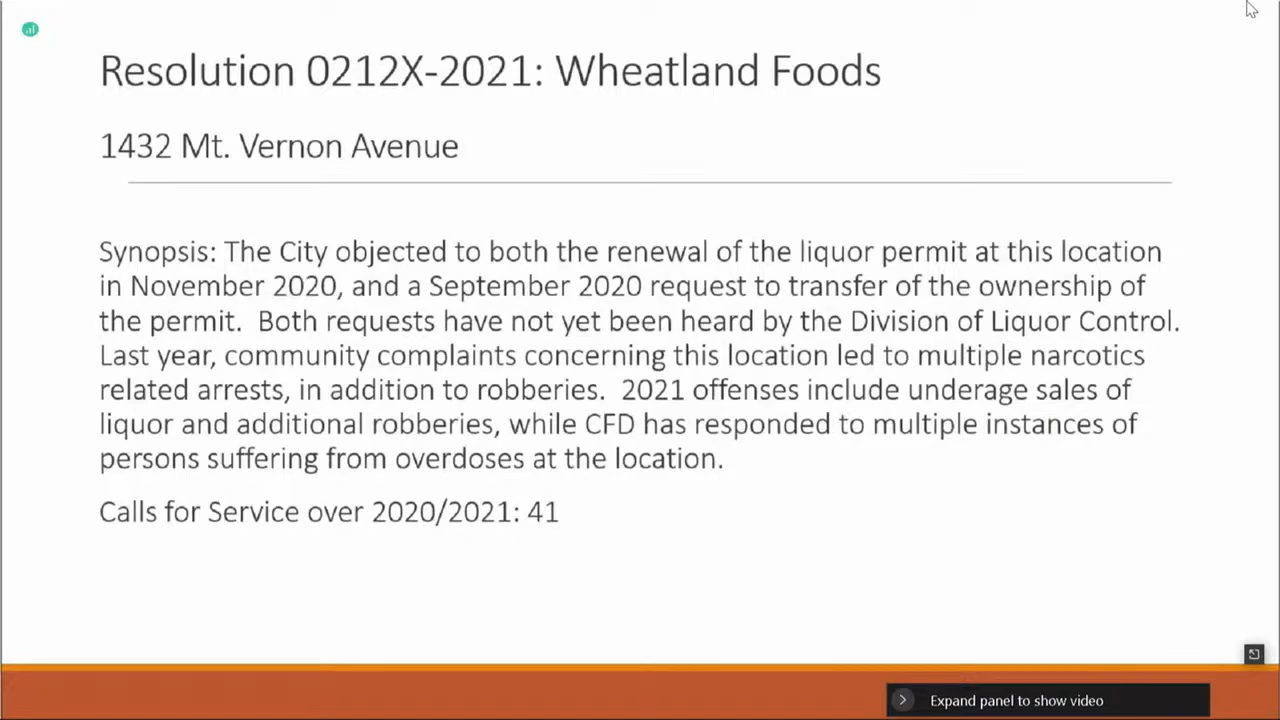 Resolution 0212X-2021: Wheatland Foods
1432 Mt. Vernon Avenue
Synopsis: The City objected to both the renewal of the liquor permit at this location
in November 2020, and a September 2020 request to transfer of the ownership of
the permit.  Both requests have not yet been heard by the Division of Liquor Control.
Last year, community complaints concerning this location led to multiple narcotics
related arrests, in addition to robberies.  2021 offenses include underage sales of
liquor and additional robberies, while CFD has responded to multiple instances of
persons suffering from overdoses at the location.
Calls for Service over 2020/2021: 41
Expand panel to show video